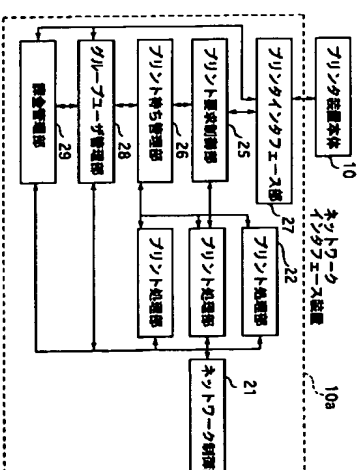 プリンタ装置本体
10
プリンタインタフェース部
27
プリント要求制御部
25
プリント待ち管理部
26
グループユーザ管理部
28
課金管理部
29
ネットワーク
インタフェース装置
10a
プリント処理部
22
プリント処理部
プリント処理部
ネットワーク制御
21